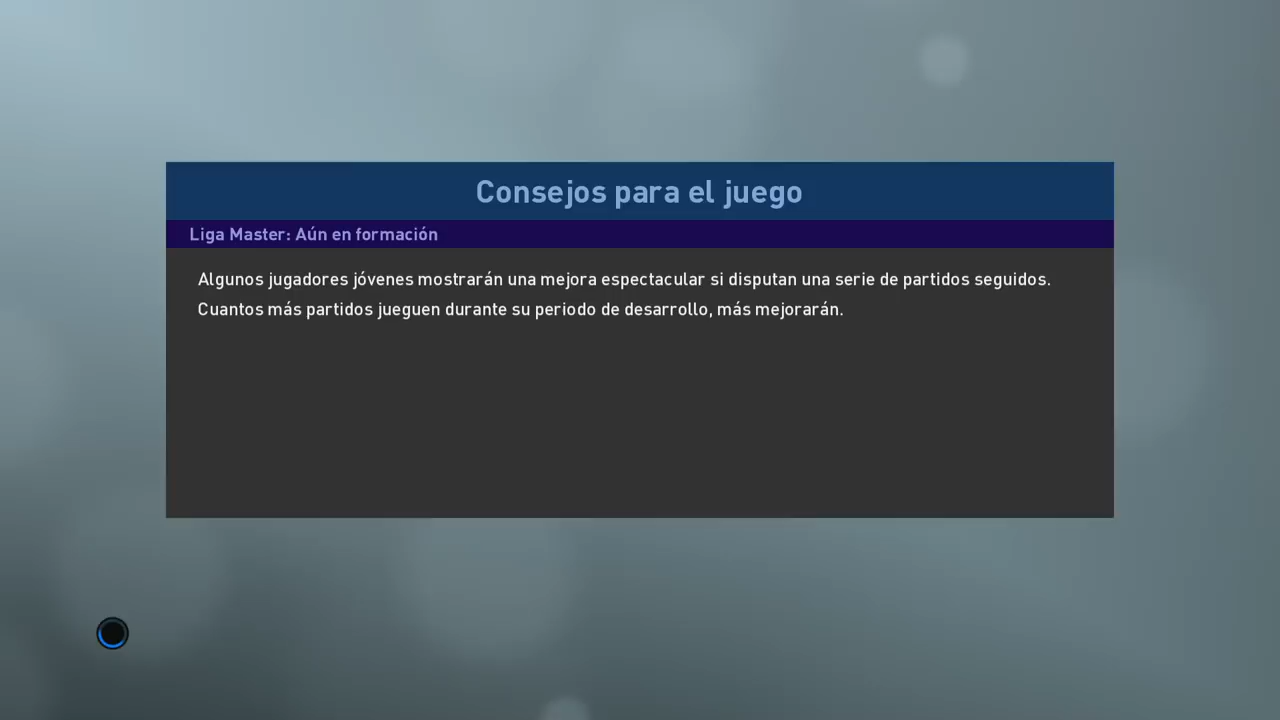 Consejos para el juego
Liga Master: Aún en formación
Algunos jugadores jóvenes mostrarán una mejora espectacular si disputan una serie de partidos seguidos.
Cuantos más partidos jueguen durante su periodo de desarrollo, más mejorarán.